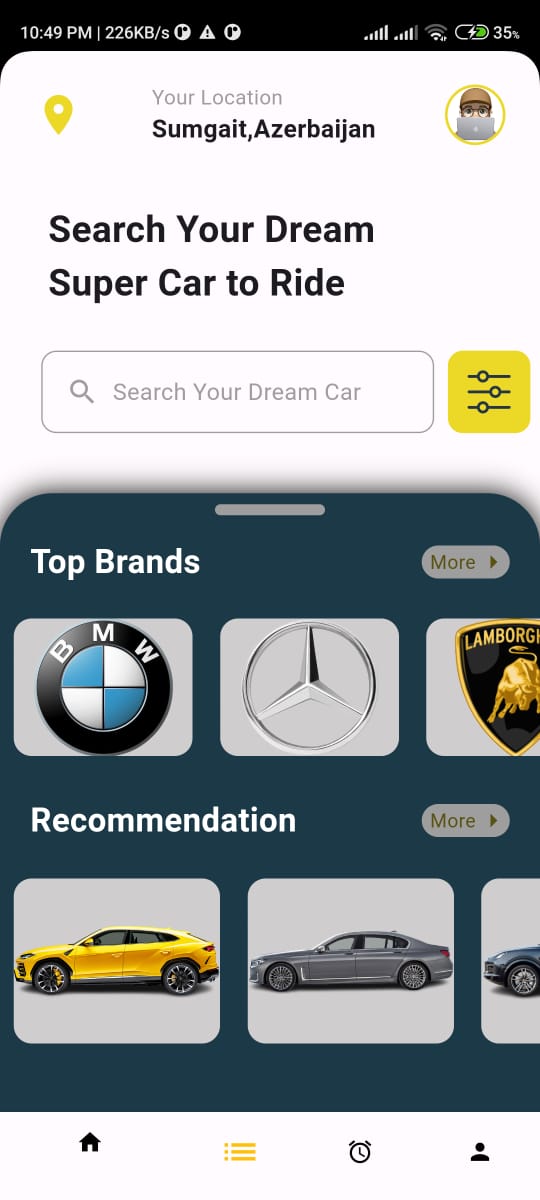 10:49 PM | 226KB/s
35%
Your Location
Sumgait,Azerbaijan
Search Your Dream
Super Car to Ride
Search Your Dream Car
Top Brands
More
BMW
LAMBORGH
Recommendation
More